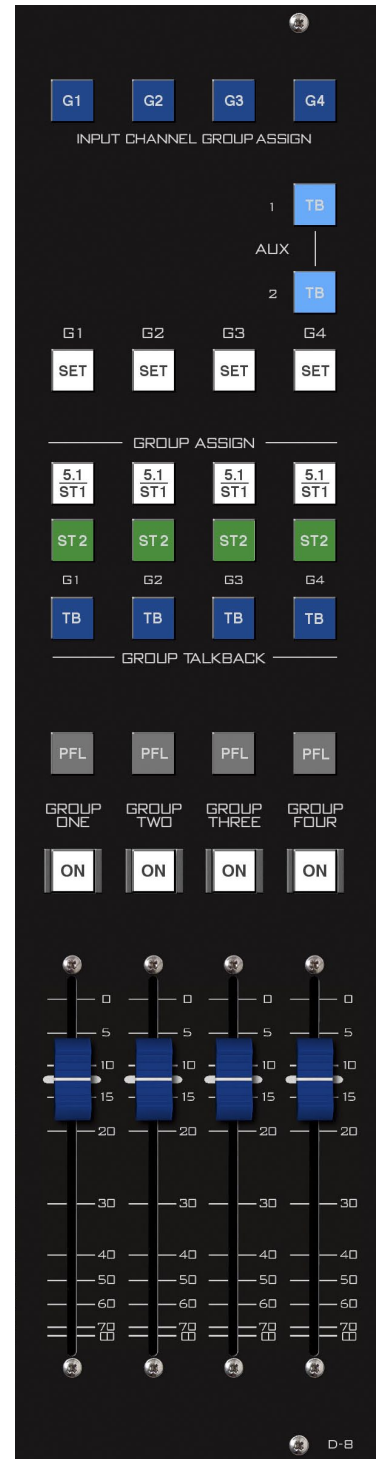 G1 G2 G3 G4
INPUT CHANNEL GROUP ASSIGN
1 TB
AUX
2 TB
G1 G2 G3 G4
SET SET SET SET
GROUP ASSIGN
5.1 5.1 5.1 5.1
ST1 ST1 ST1 ST1
ST2 ST2 ST2 ST2
G1 G2 G3 G4
TB TB TB TB
GROUP TALKBACK
PFL PFL PFL PFL
GROUP GROUP GROUP GROUP
ONE TWO THREE FOUR
ON ON ON ON
0 0 0 0
5 5 5 5
10 10 10 10
15 15 15 15
20 20 20 20
30 30 30 30
40 40 40 40
50 50 50 50
60 60 60 60
70 70 70 70
∞ ∞ ∞ ∞
D-8